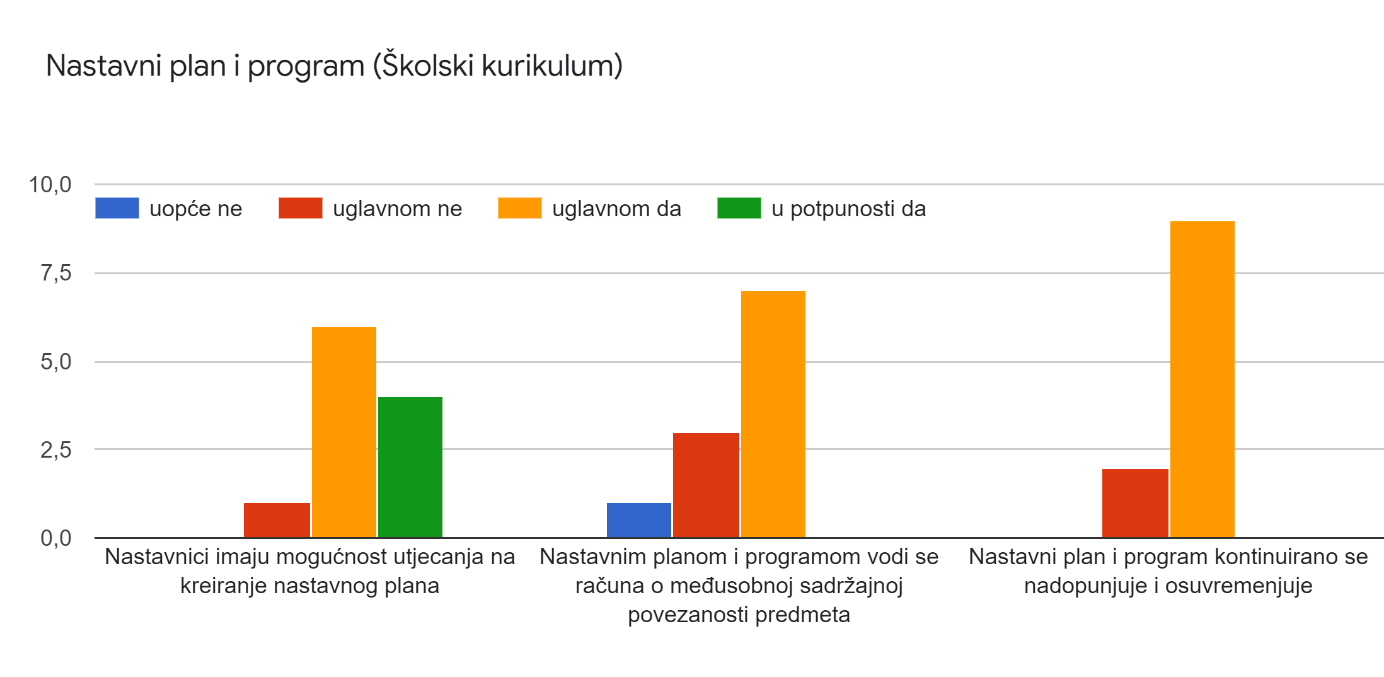 Nastavni plan i program (Školski kurikulum)
10,0
uopće ne
uglavnom ne
uglavnom da
u potpunosti da
7,5
5,0
2,5
0,0
Nastavnici imaju mogućnost utjecanja na
kreiranje nastavnog plana
Nastavnim planom i programom vodi se
računa o međusobnoj sadržajnoj
povezanosti predmeta
Nastavni plan i program kontinuirano se
nadopunjuje i osuvremenjuje